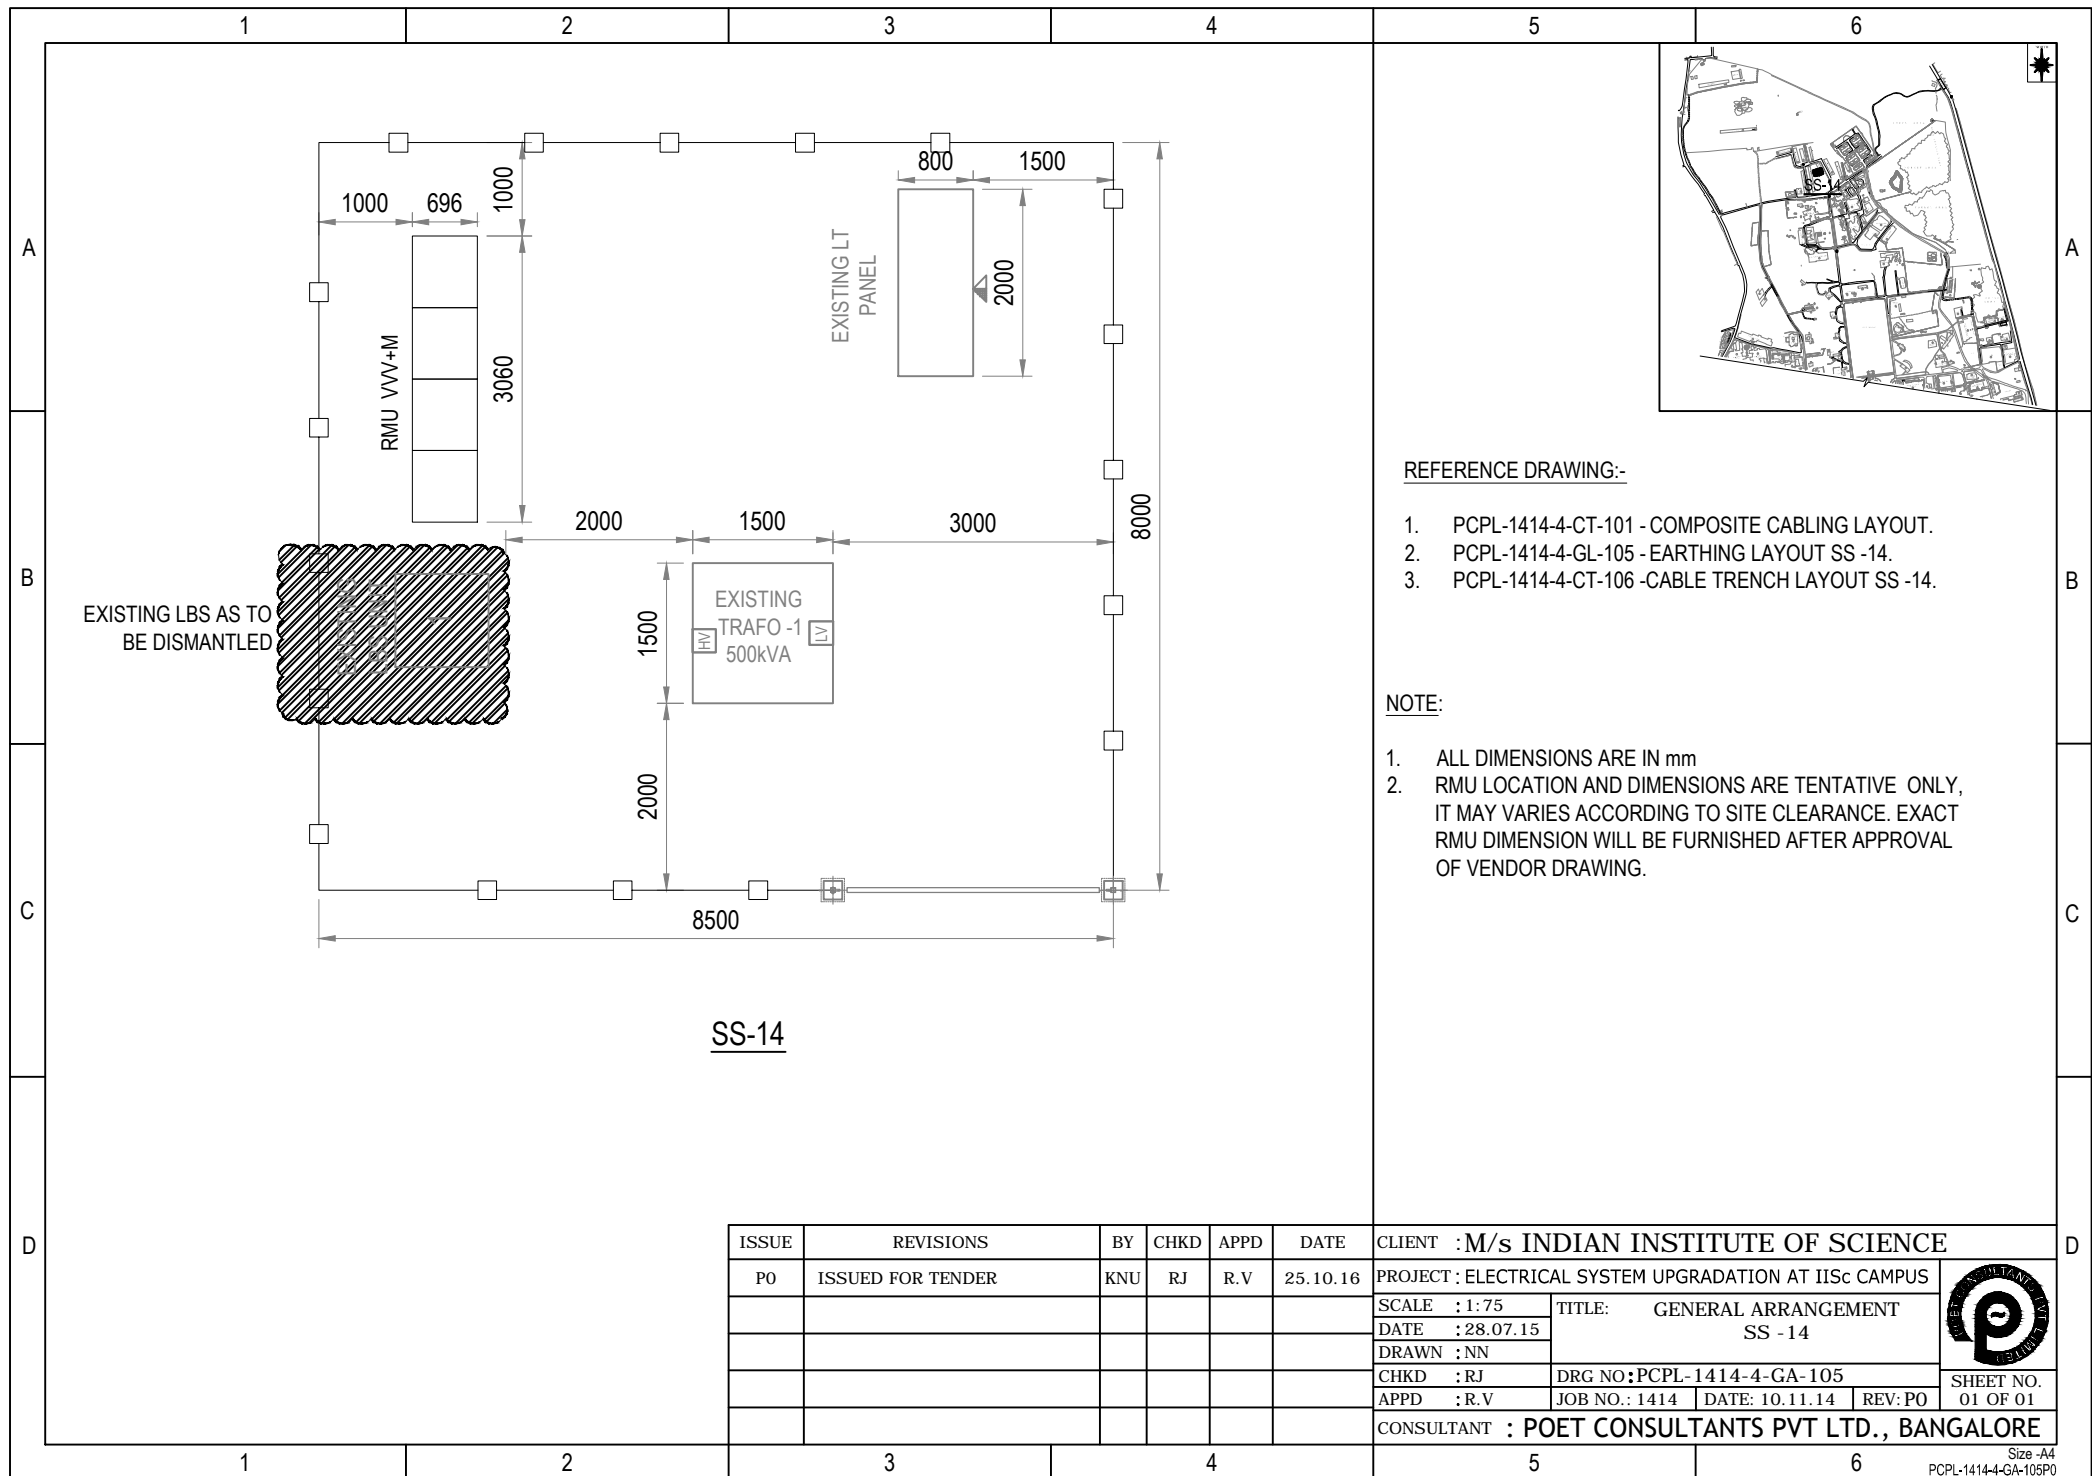 1 2 3 4 5 6
A
B
C
D
A
B
C
D
SS-14
1000
696
1000
800
1500
EXISTING LT
PANEL
2000
RMU VVV+M
3060
2000
1500
3000
8000
EXISTING LBS AS TO
BE DISMANTLED
1500
EXISTING
TRAFO -1
500kVA
HV
LV
2000
8500
SS-14
REFERENCE DRAWING:-
1. PCPL-1414-4-CT-101 - COMPOSITE CABLING LAYOUT.
2. PCPL-1414-4-GL-105 - EARTHING LAYOUT SS -14.
3. PCPL-1414-4-CT-106 -CABLE TRENCH LAYOUT SS -14.
NOTE:
1. ALL DIMENSIONS ARE IN mm
2. RMU LOCATION AND DIMENSIONS ARE TENTATIVE ONLY,
IT MAY VARIES ACCORDING TO SITE CLEARANCE. EXACT
RMU DIMENSION WILL BE FURNISHED AFTER APPROVAL
OF VENDOR DRAWING.
ISSUE REVISIONS BY CHKD APPD DATE
P0 ISSUED FOR TENDER KNU RJ R.V 25.10.16
CLIENT : M/s INDIAN INSTITUTE OF SCIENCE
PROJECT : ELECTRICAL SYSTEM UPGRADATION AT IISc CAMPUS
SCALE : 1:75
DATE : 28.07.15
DRAWN : NN
CHKD : RJ
APPD : R.V
TITLE: GENERAL ARRANGEMENT
SS -14
DRG NO: PCPL-1414-4-GA-105
JOB NO.: 1414 DATE: 10.11.14 REV: P0
SHEET NO.
01 OF 01
CONSULTANT : POET CONSULTANTS PVT LTD., BANGALORE
1 2 3 4 5 6
Size -A4
PCPL-1414-4-GA-105P0